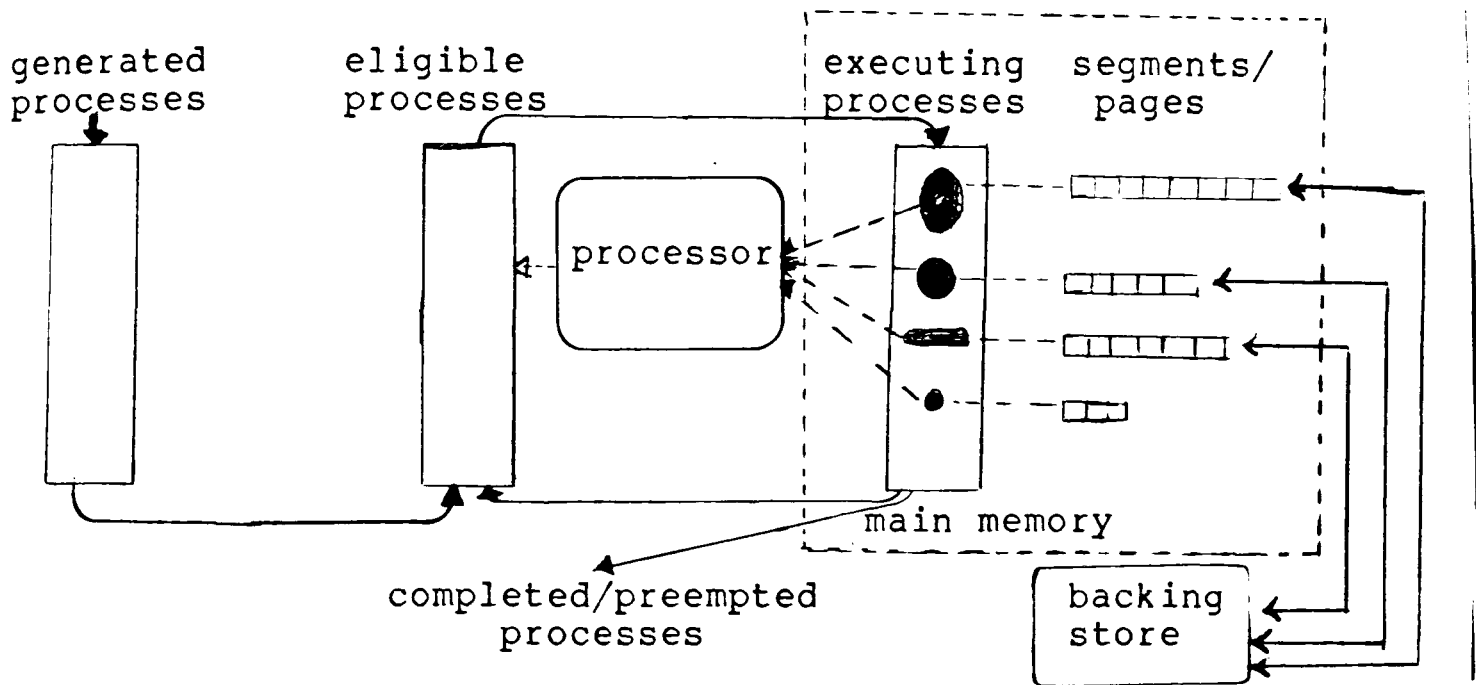 generated
processes
eligible
processes
executing
processes
segments/
pages
processor
main memory
completed/preempted
processes
backing
store